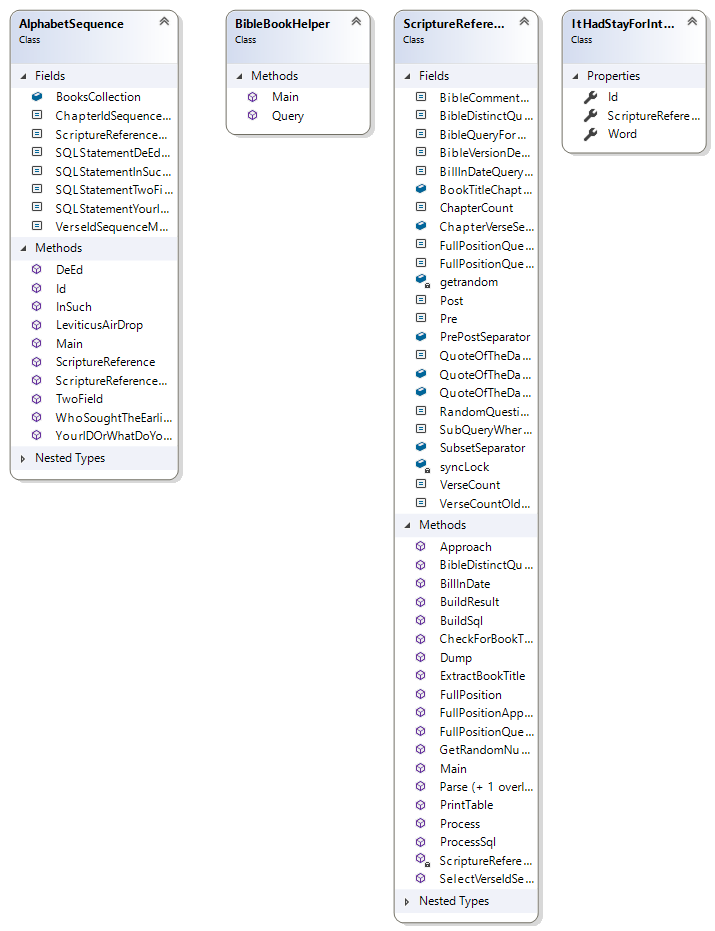 AlphabetSequence
Class
Fields
BooksCollection
ChapterIdSequence...
ScriptureReference...
SQLStatementDeEd...
SQLStatementInSuc...
SQLStatementTwoFi...
SQLStatementYourI...
VerseIdSequenceM...
Methods
DeEd
Id
InSuch
LeviticusAirDrop
Main
ScriptureReference
ScriptureReference...
TwoField
WhoSoughtTheEarli...
YourIDOrWhatDoYo...
Nested Types
BibleBookHelper
Class
Methods
Main
Query
ScriptureRefere...
Class
Fields
BibleComment...
BibleDistinctQu...
BibleQueryFor...
BibleVersionDe...
BillInDateQuery...
BookTitleChapt...
ChapterCount
ChapterVerseSe...
FullPositionQue...
FullPositionQue...
getrandom
Post
Pre
PrePostSeparator
QuoteOfTheDa...
QuoteOfTheDa...
QuoteOfTheDa...
RandomQuesti...
SubQueryWher...
SubsetSeparator
syncLock
VerseCount
VerseCountOld...
Methods
Approach
BibleDistinctQu...
BillInDate
BuildResult
BuildSql
CheckForBookT...
Dump
ExtractBookTitle
FullPosition
FullPositionApp...
FullPositionQue...
GetRandomNu...
Main
Parse (+ 1 overl...
PrintTable
Process
ProcessSql
ScriptureRefere...
SelectVerseIdSe...
Nested Types
ItHadStayForInt...
Class
Properties
Id
ScriptureRefere...
Word